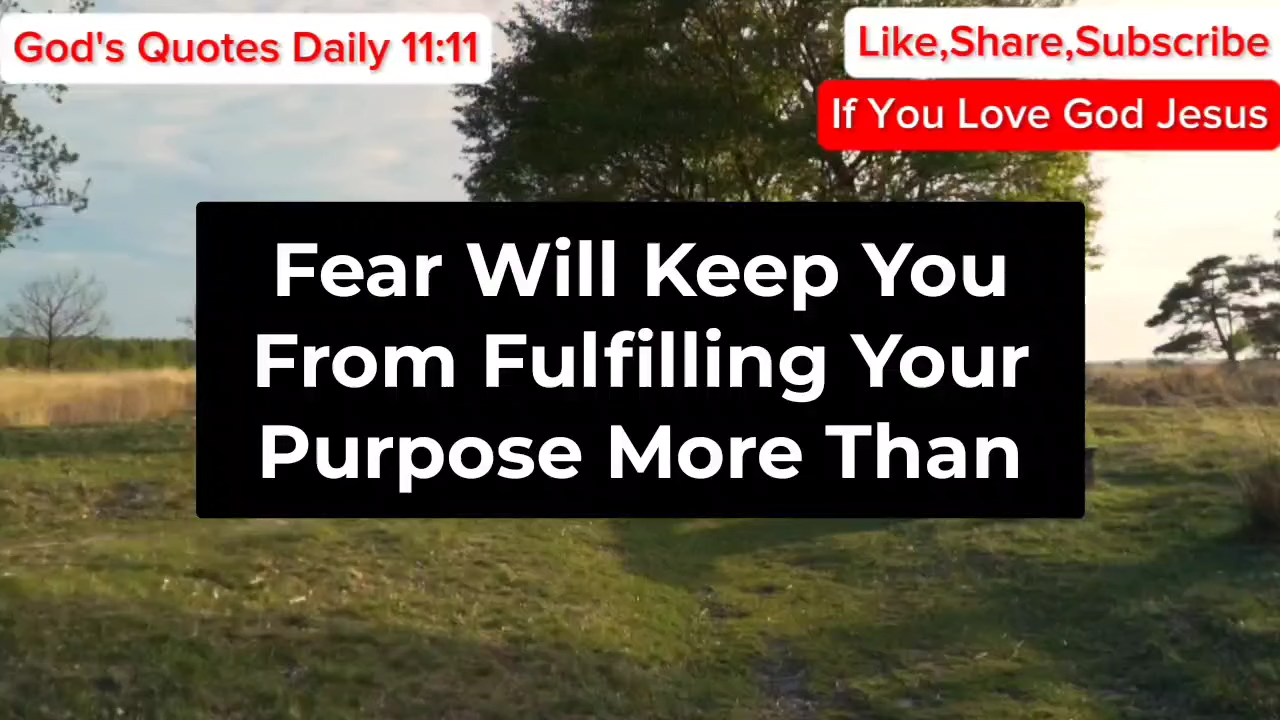 God's Quotes Daily 11:11
Like,Share,Subscribe
If You Love God Jesus
Fear Will Keep You
From Fulfilling Your
Purpose More Than